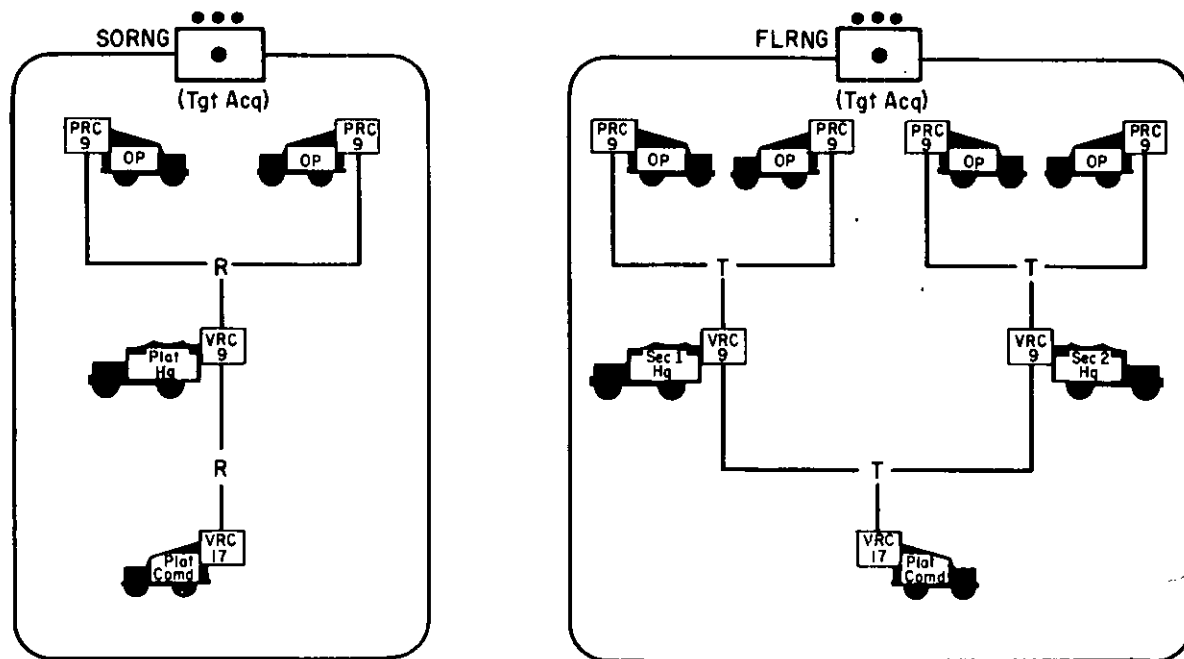 SORNG
(Tgt Acq)
PRC
9
OP
OP
PRC
9
R
Plat
Hq
VRC
9
R
VRC
17
Plat
Comd
FLRNG
(Tgt Acq)
PRC
9
OP
OP
PRC
9
PRC
9
OP
OP
PRC
9
T
T
Sec 1
Hq
VRC
9
VRC
9
Sec 2
Hq
T
VRC
17
Plat
Comd